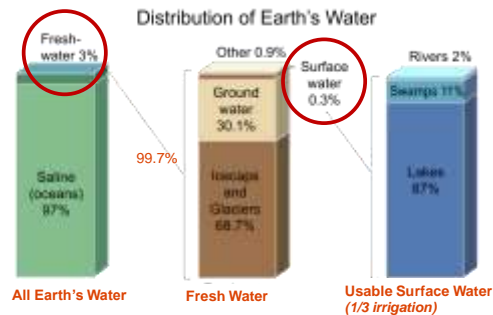 Distribution of Earth's Water
Fresh-
water 3%
Saline
(oceans)
97%
All Earth's Water
99.7%
Other 0.9%
Ground
water
30.1%
Icecaps
and
Glaciers
68.7%
Fresh Water
Surface
water
0.3%
Rivers 2%
Swamps 11%
Lakes
87%
Usable Surface Water
(1/3 irrigation)